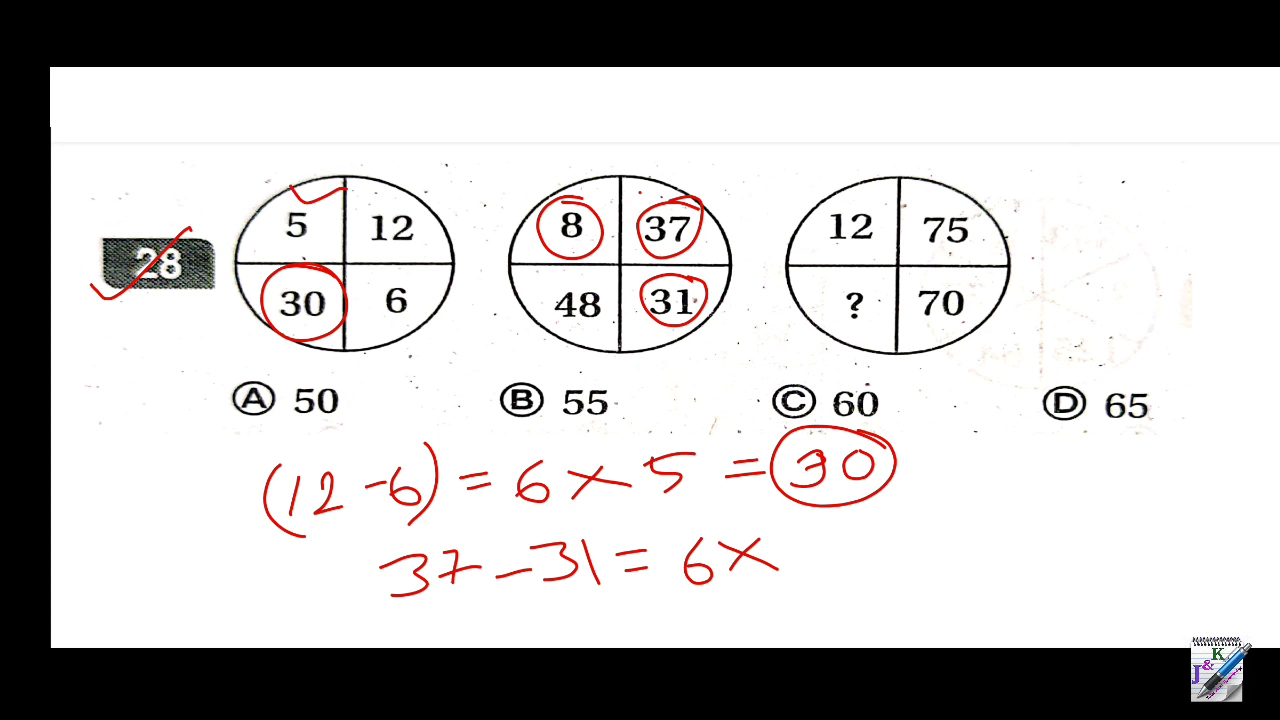 5 12 8 37 12 75
28
30 6 48 31 ? 70
A 50 B 55 C 60 D 65
(12-6) = 6 × 5 = 30
37-31 = 6 ×
J&K